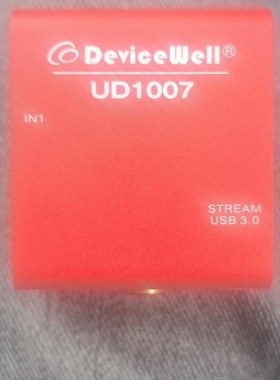 DeviceWell®
UD1007
IN1
STREAM
USB 3.0